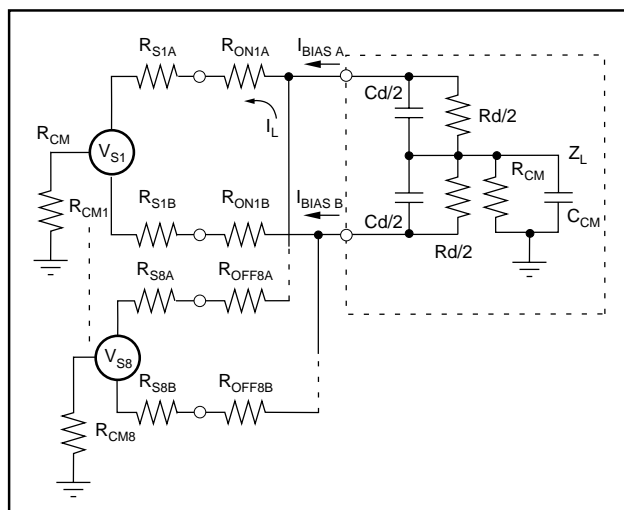 R_S1A R_ON1A I_BIAS A
Cd/2
Rd/2
I_L
R_CM
V_S1
Z_L
R_CM1
R_CM
R_S1B R_ON1B I_BIAS B
Cd/2
C_CM
Rd/2
R_S8A R_OFF8A
V_S8
R_S8B R_OFF8B
R_CM8